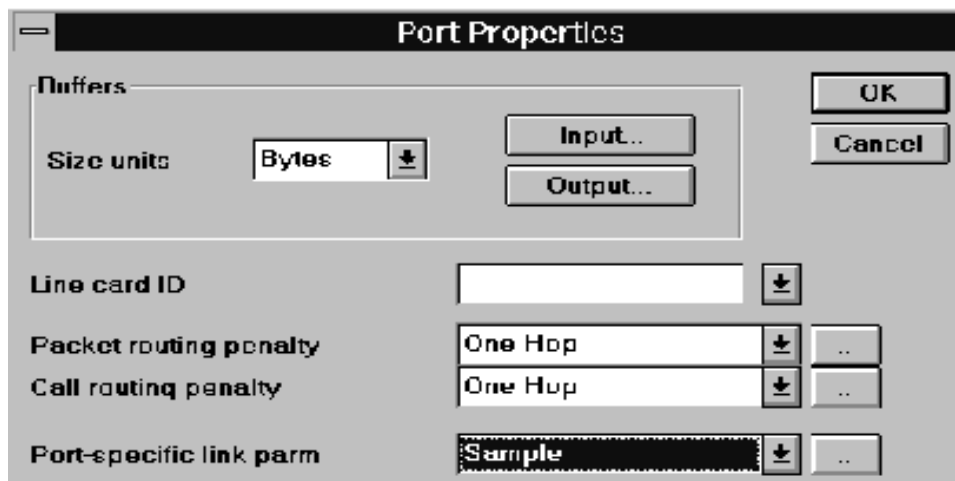 Port Properties
Buffers
OK
Size units Bytes Input...
Cancel
Output...
Line card ID
Packet routing penalty One Hop ..
Call routing penalty One Hop ..
Port-specific link parm Sample ..